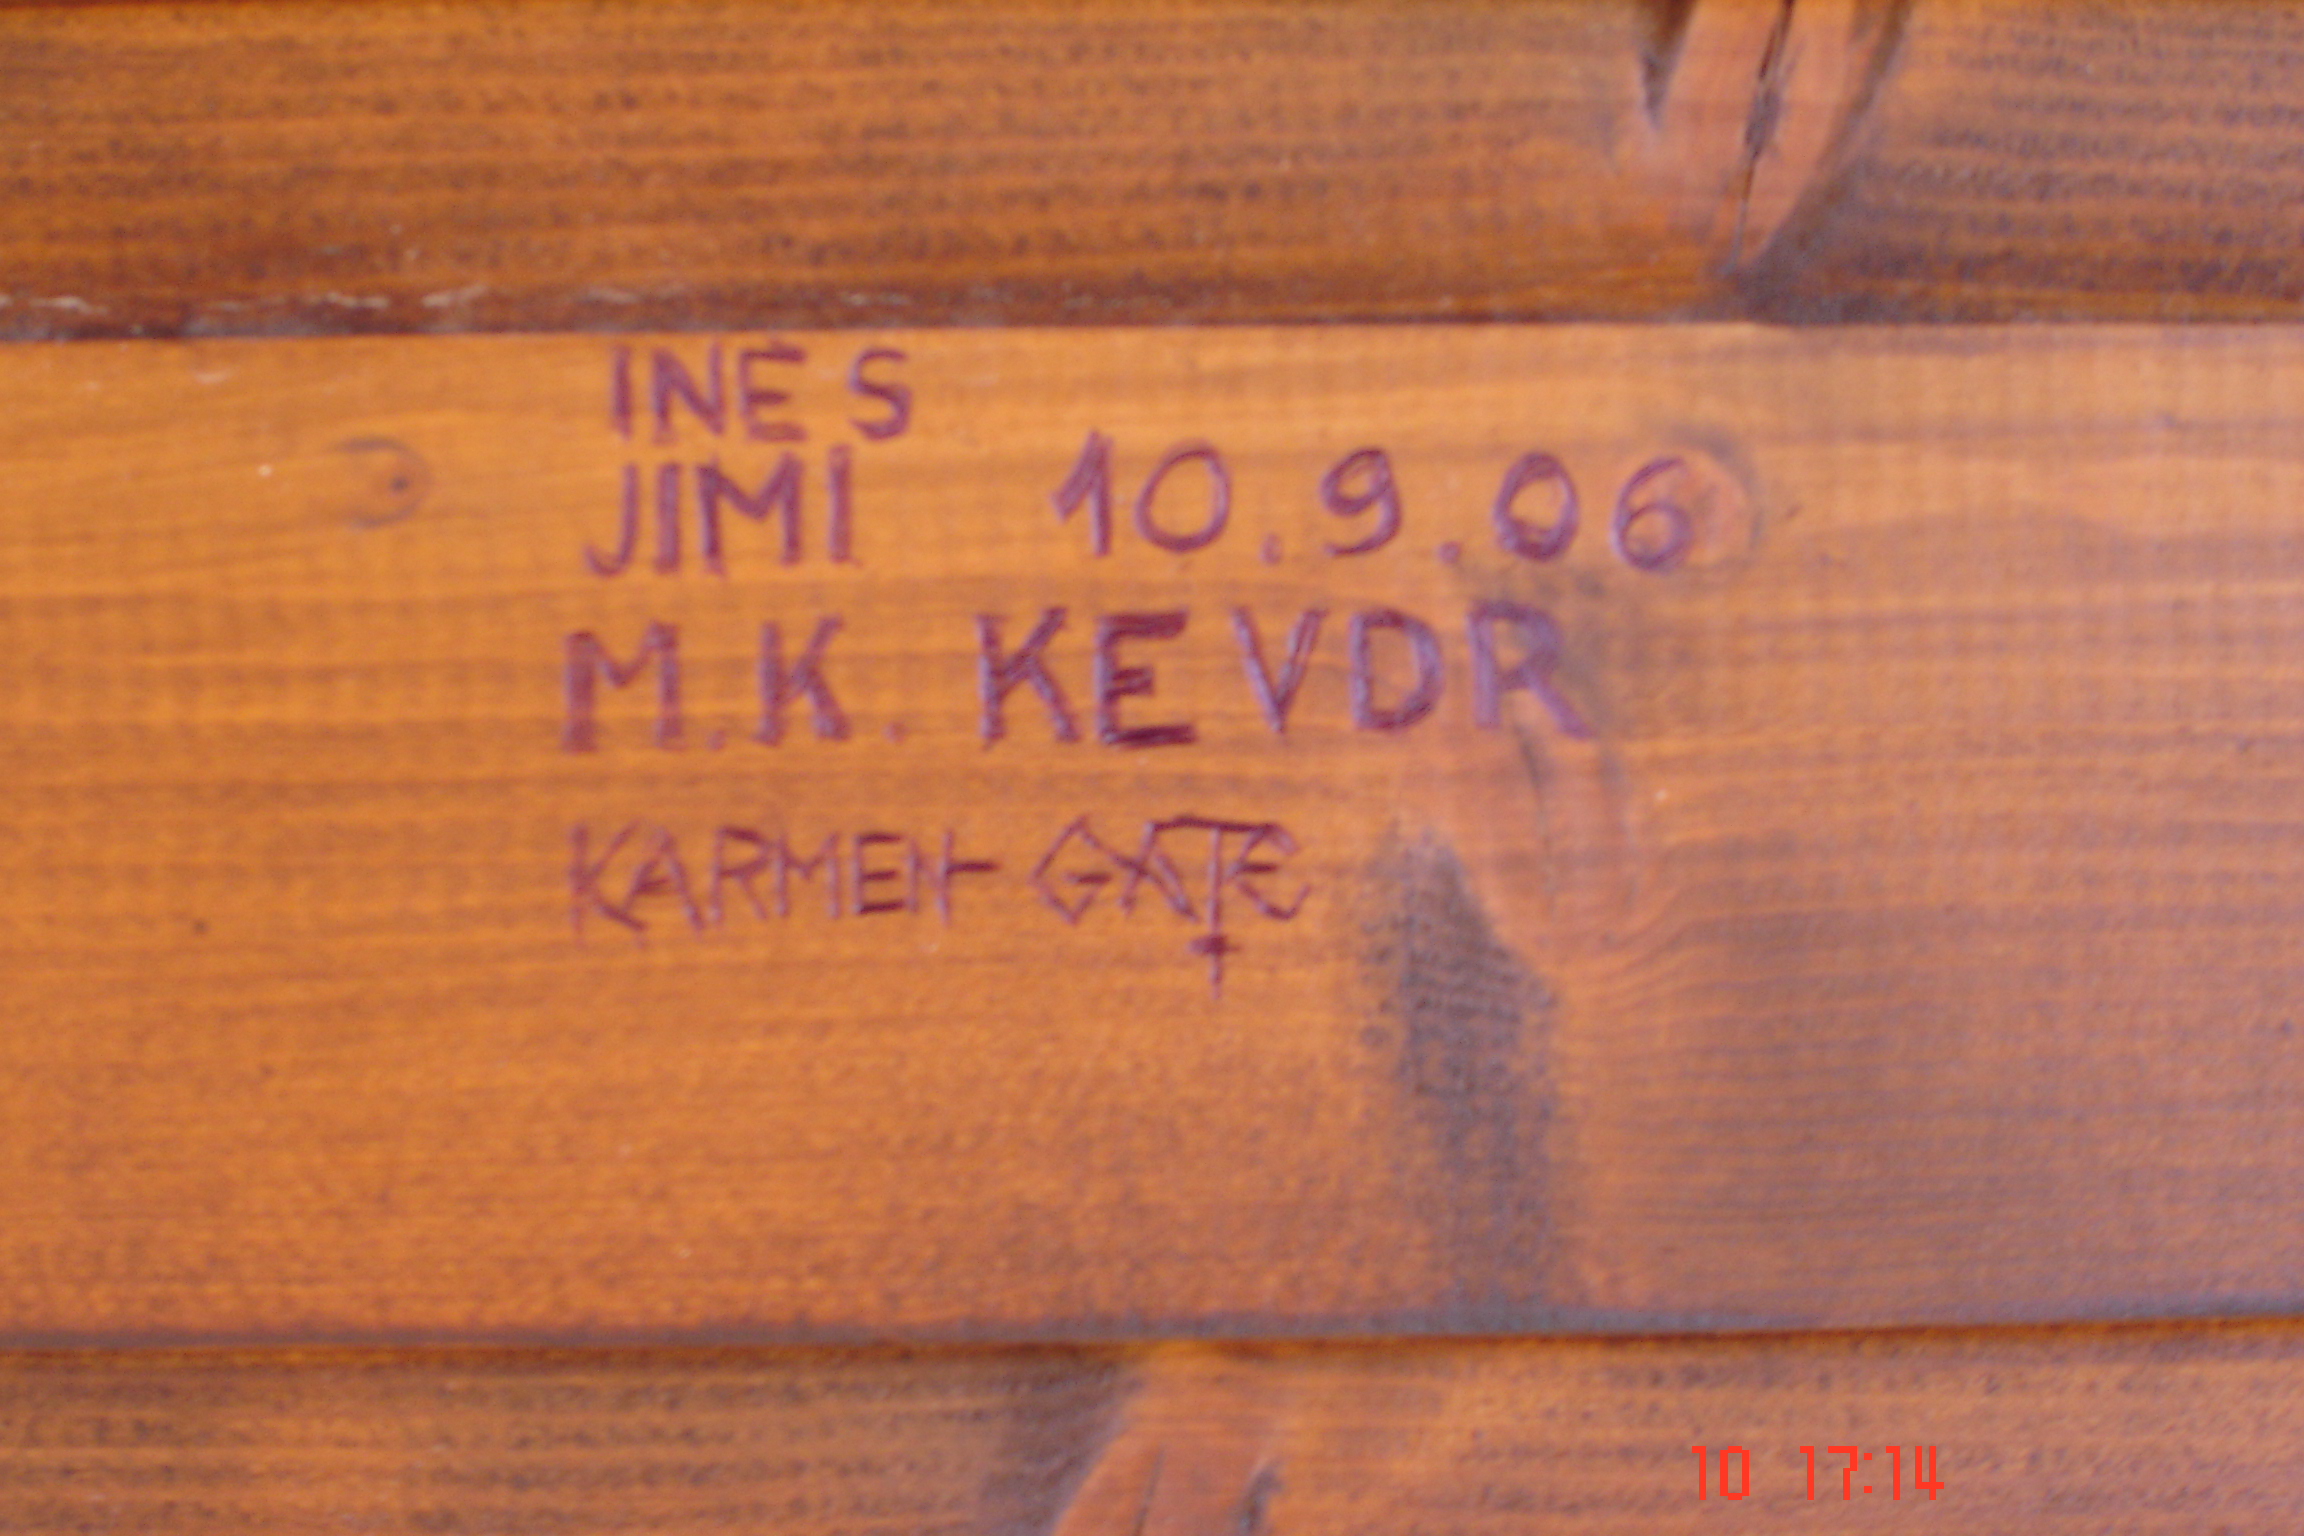 INES
JIMI 10.9.06
M.K. KEVDR
KARMEN GATE
10 17:14